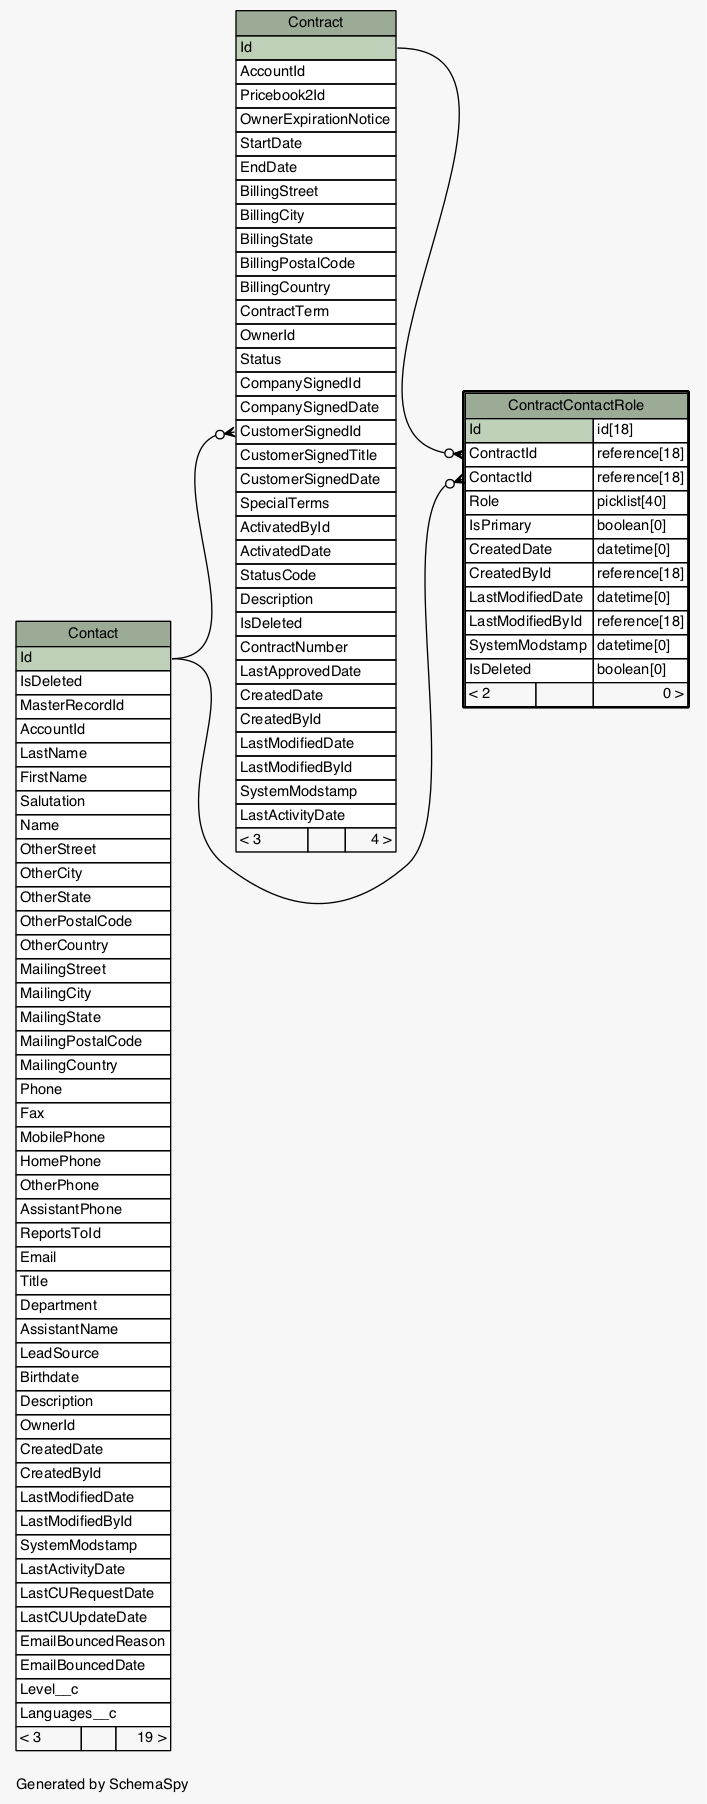 Contract
Id
AccountId
Pricebook2Id
OwnerExpirationNotice
StartDate
EndDate
BillingStreet
BillingCity
BillingState
BillingPostalCode
BillingCountry
ContractTerm
OwnerId
Status
CompanySignedId
CompanySignedDate
CustomerSignedId
CustomerSignedTitle
CustomerSignedDate
SpecialTerms
ActivatedById
ActivatedDate
StatusCode
Description
IsDeleted
ContractNumber
LastApprovedDate
CreatedDate
CreatedById
LastModifiedDate
LastModifiedById
SystemModstamp
LastActivityDate
< 3 4 >
ContractContactRole
Id id[18]
ContractId reference[18]
ContactId reference[18]
Role picklist[40]
IsPrimary boolean[0]
CreatedDate datetime[0]
CreatedById reference[18]
LastModifiedDate datetime[0]
LastModifiedById reference[18]
SystemModstamp datetime[0]
IsDeleted boolean[0]
< 2 0 >
Contact
Id
IsDeleted
MasterRecordId
AccountId
LastName
FirstName
Salutation
Name
OtherStreet
OtherCity
OtherState
OtherPostalCode
OtherCountry
MailingStreet
MailingCity
MailingState
MailingPostalCode
MailingCountry
Phone
Fax
MobilePhone
HomePhone
OtherPhone
AssistantPhone
ReportsToId
Email
Title
Department
AssistantName
LeadSource
Birthdate
Description
OwnerId
CreatedDate
CreatedById
LastModifiedDate
LastModifiedById
SystemModstamp
LastActivityDate
LastCURequestDate
LastCUUpdateDate
EmailBouncedReason
EmailBouncedDate
Level__c
Languages__c
< 3 19 >
Generated by SchemaSpy